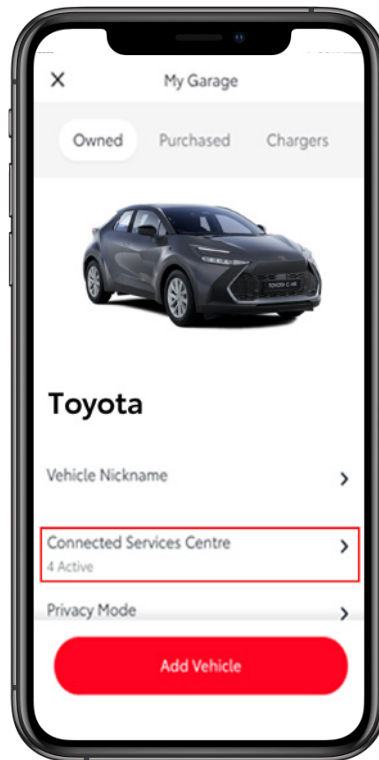 My Garage
Owned Purchased Chargers
TOYOTA C-HR
Toyota
Vehicle Nickname
Connected Services Centre
4 Active
Privacy Mode
Add Vehicle